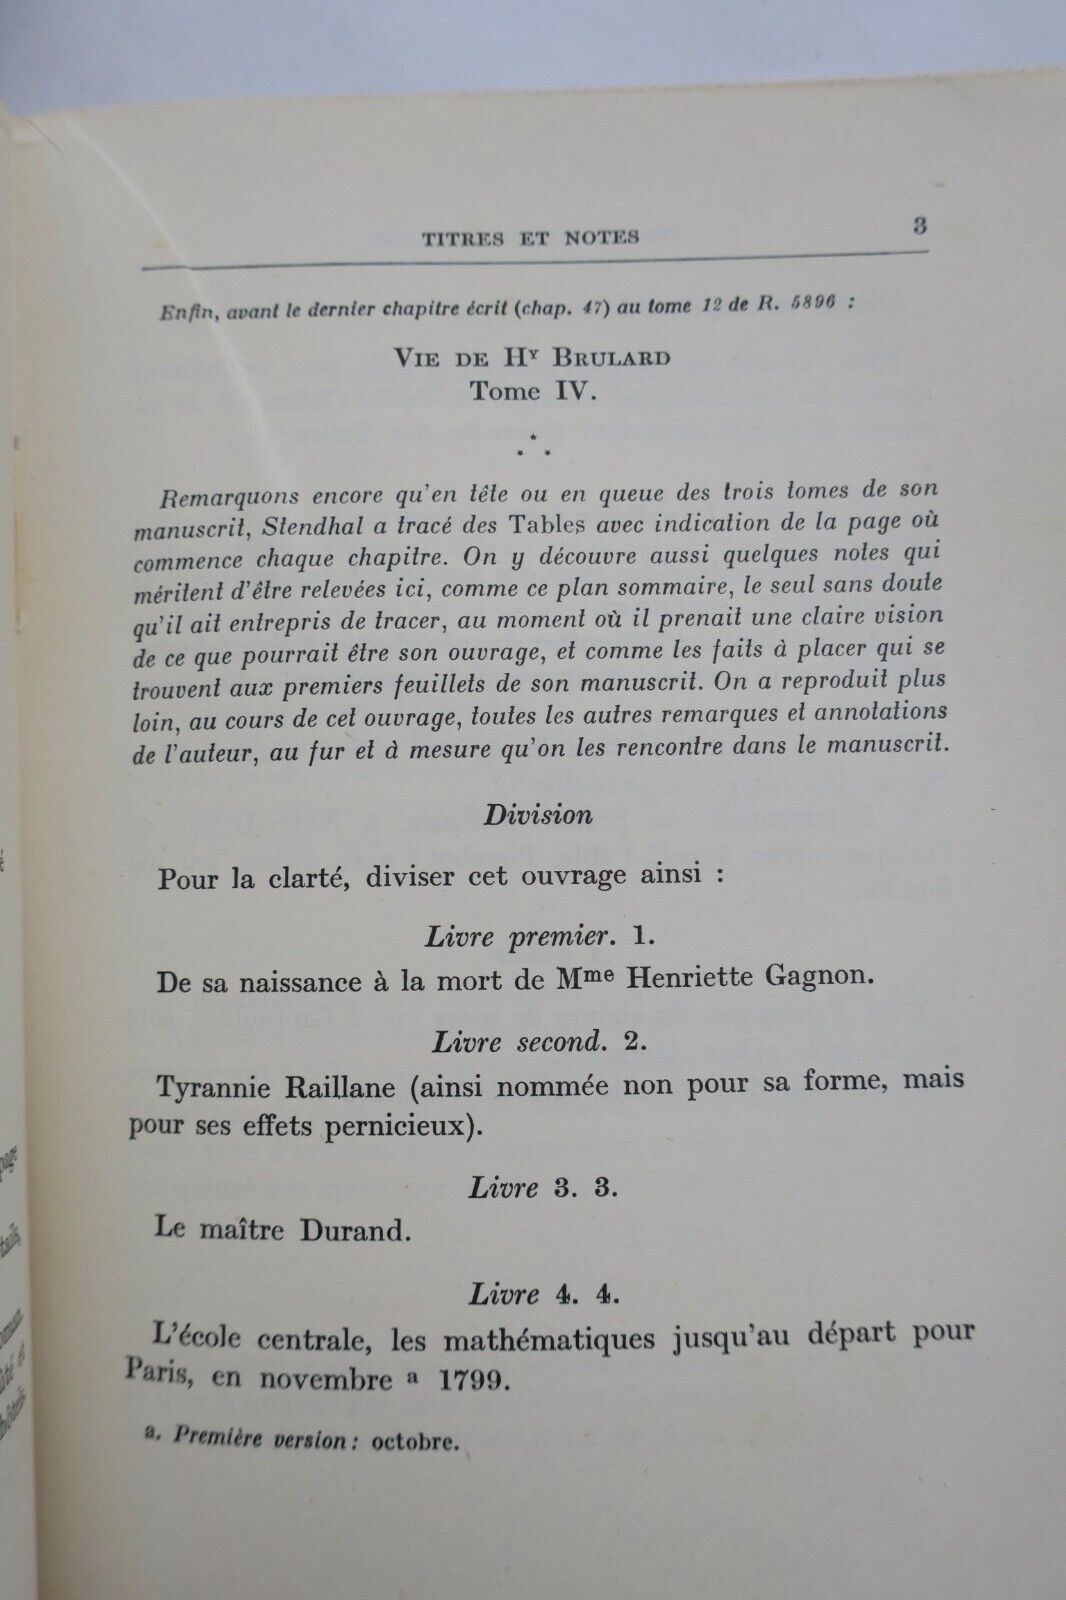 TITRES ET NOTES 3
Enfin, avant le dernier chapitre écrit (chap. 47) au tome 12 de R. 5896 :
VIE DE HY BRULARD
Tome IV.
Remarquons encore qu'en tête ou en queue des trois tomes de son
manuscrit, Stendhal a tracé des Tables avec indication de la page où
commence chaque chapitre. On y découvre aussi quelques notes qui
méritent d'être relevées ici, comme ce plan sommaire, le seul sans doute
qu'il ait entrepris de tracer, au moment où il prenait une claire vision
de ce que pourrait être son ouvrage, et comme les faits à placer qui se
trouvent aux premiers feuillets de son manuscrit. On a reproduit plus
loin, au cours de cet ouvrage, toutes les autres remarques et annotations
de l'auteur, au fur et à mesure qu'on les rencontre dans le manuscrit.
Division
Pour la clarté, diviser cet ouvrage ainsi :
Livre premier. 1.
De sa naissance à la mort de Mme Henriette Gagnon.
Livre second. 2.
Tyrannie Raillane (ainsi nommée non pour sa forme, mais
pour ses effets pernicieux).
Livre 3. 3.
Le maître Durand.
Livre 4. 4.
L'école centrale, les mathématiques jusqu'au départ pour
Paris, en novembre a 1799.
a. Première version : octobre.
page